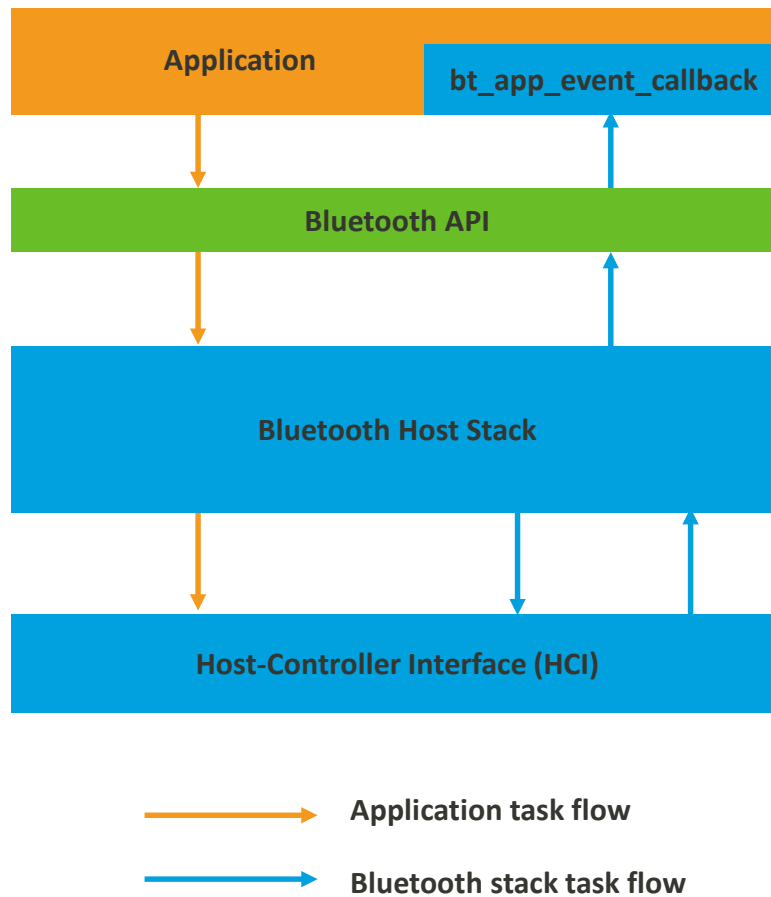 Application
bt_app_event_callback
Bluetooth API
Bluetooth Host Stack
Host-Controller Interface (HCI)
Application task flow
Bluetooth stack task flow